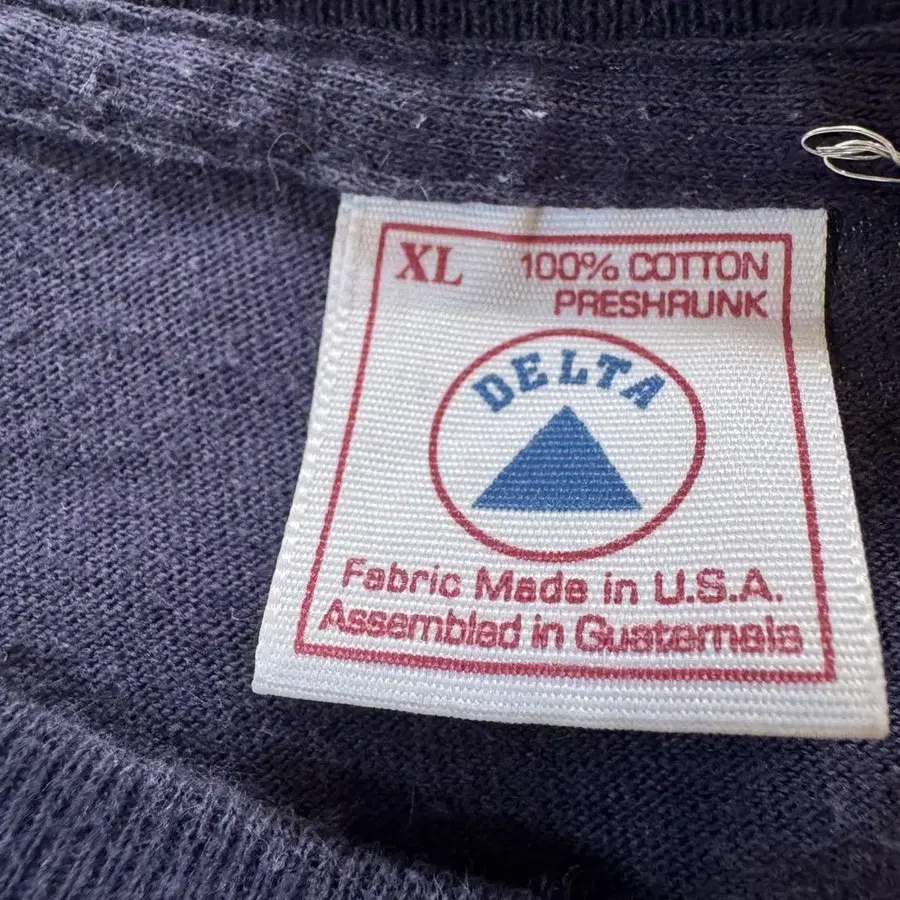 XL
100% COTTON
PRESHRUNK
DELTA
Fabric Made in U.S.A.
Assembled in Guatemala